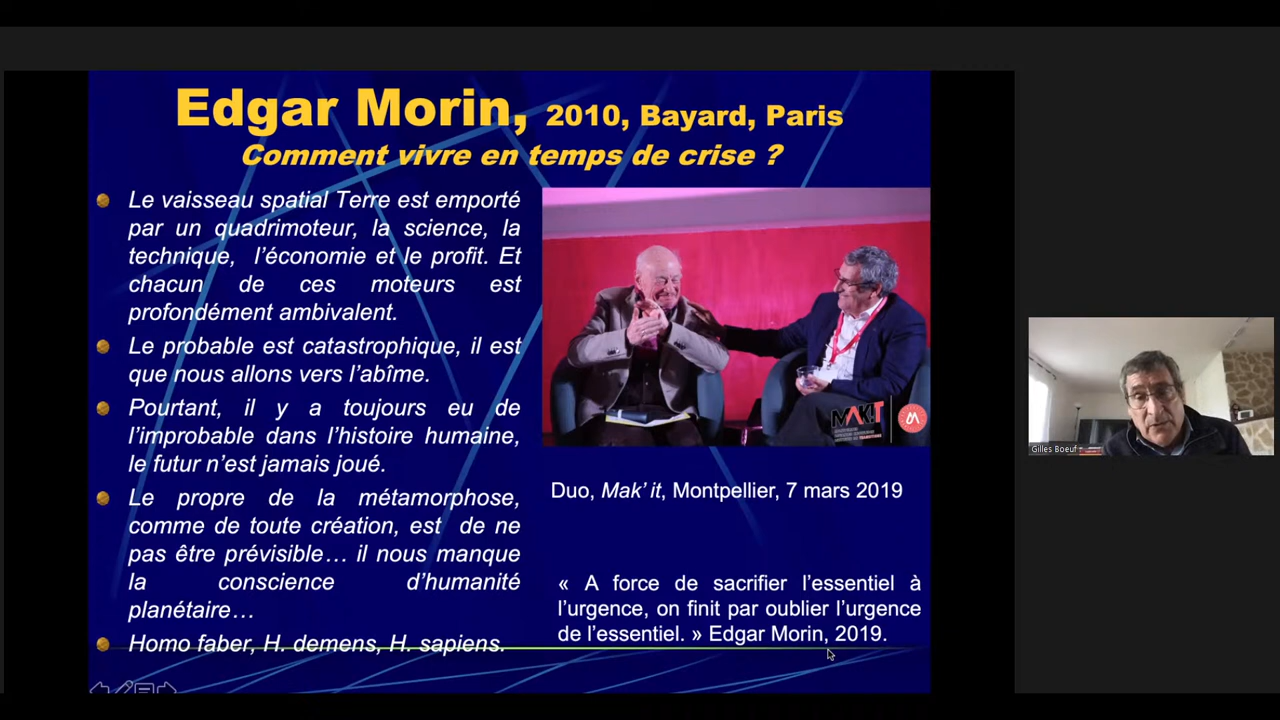 Edgar Morin, 2010, Bayard, Paris
Comment vivre en temps de crise ?
Le vaisseau spatial Terre est emporté
par un quadrimoteur, la science, la
technique, l’économie et le profit. Et
chacun de ces moteurs est
profondément ambivalent.
Le probable est catastrophique, il est
que nous allons vers l’abîme.
Pourtant, il y a toujours eu de
l’improbable dans l’histoire humaine,
le futur n’est jamais joué.
Le propre de la métamorphose,
comme de toute création, est de ne
pas être prévisible… il nous manque
la conscience d’humanité
planétaire…
Homo faber, H. demens, H. sapiens.
MAK'IT
Duo, Mak’ it, Montpellier, 7 mars 2019
« A force de sacrifier l’essentiel à
l’urgence, on finit par oublier l’urgence
de l’essentiel. » Edgar Morin, 2019.
Gilles Boeuf